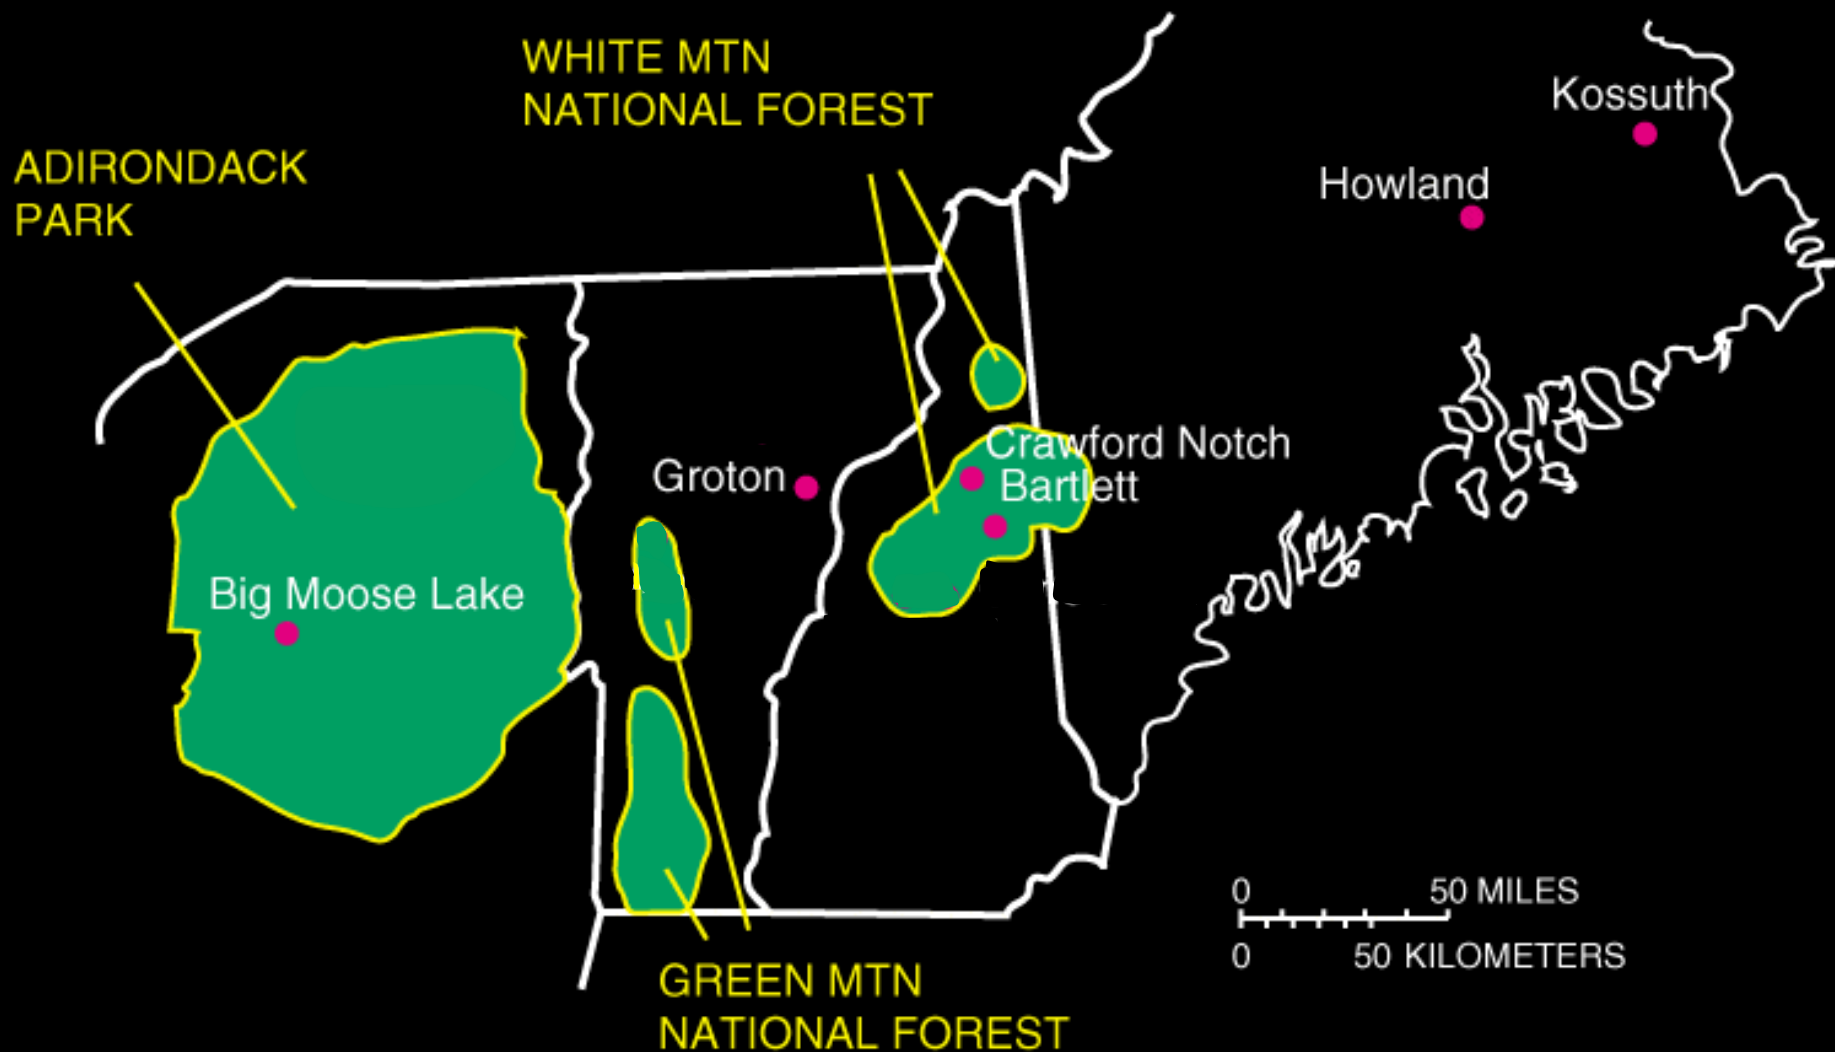 WHITE MTN
NATIONAL FOREST
ADIRONDACK
PARK
Kossuth
Howland
Crawford Notch
Groton
Bartlett
Big Moose Lake
0 50 MILES
0 50 KILOMETERS
GREEN MTN
NATIONAL FOREST